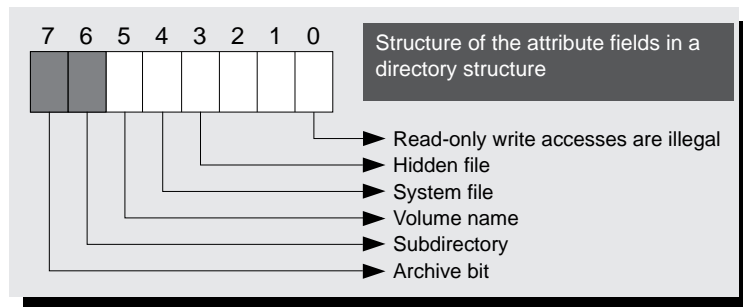 7 6 5 4 3 2 1 0
Structure of the attribute fields in a
directory structure
Read-only write accesses are illegal
Hidden file
System file
Volume name
Subdirectory
Archive bit